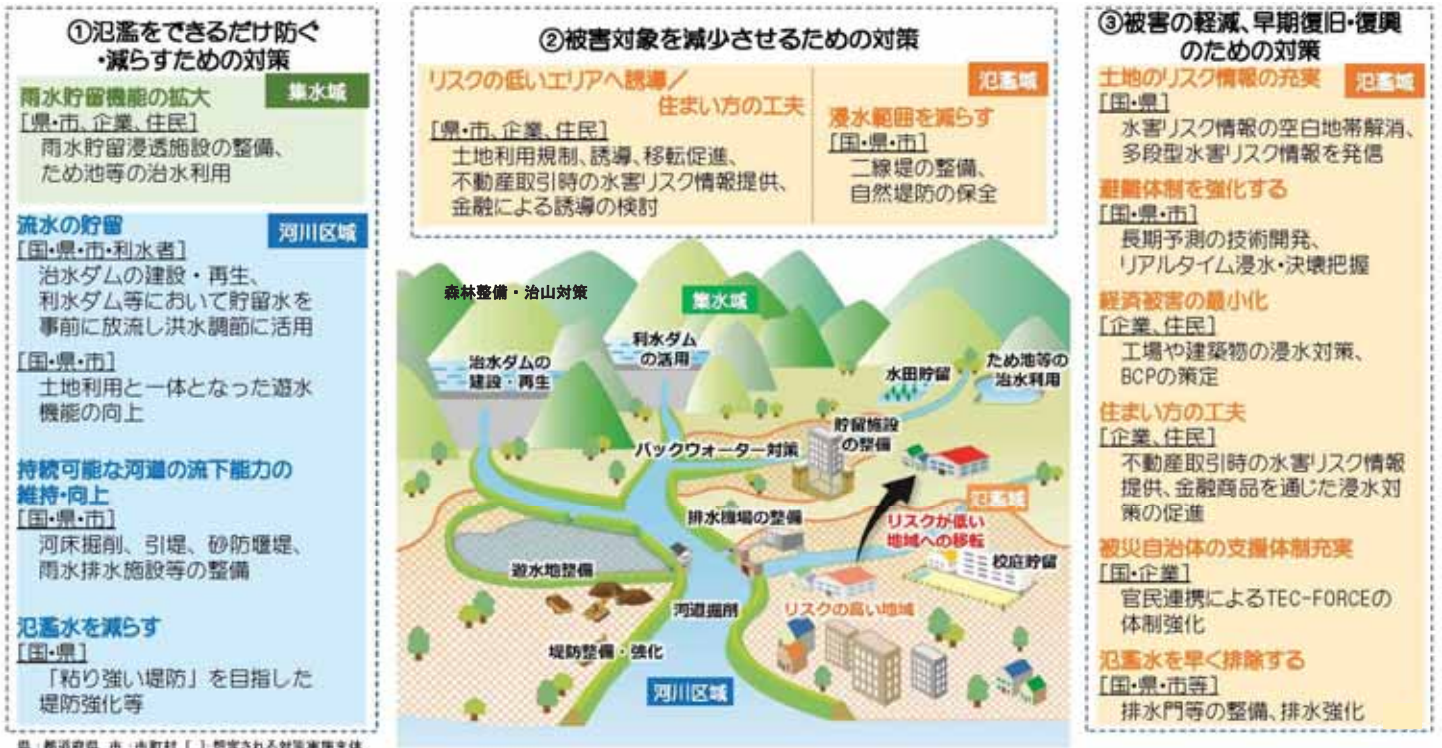 ①氾濫をできるだけ防ぐ
・減らすための対策
雨水貯留機能の拡大
集水域
[県・市、企業、住民]
雨水貯留浸透施設の整備、
ため池等の治水利用
流水の貯留
河川区域
[国・県・市・利水者]
治水ダムの建設・再生、
利水ダム等において貯留水を
事前に放流し洪水調節に活用
[国・県・市]
土地利用と一体となった遊水
機能の向上
持続可能な河道の流下能力の
維持・向上
[国・県・市]
河床掘削、引堤、砂防堰堤、
雨水排水施設等の整備
氾濫水を減らす
[国・県]
「粘り強い堤防」を目指した
堤防強化等
県:都道府県、市:市町村、[ ]:想定される対策実施主体
②被害対象を減少させるための対策
リスクの低いエリアへ誘導/
住まい方の工夫
[県・市、企業、住民]
土地利用規制、誘導、移転促進、
不動産取引時の水害リスク情報提供、
金融による誘導の検討
氾濫域
浸水範囲を減らす
[国・県・市]
二線堤の整備、
自然堤防の保全
森林整備・治山対策
集水域
治水ダムの
建設・再生
利水ダム
の活用
水田貯留
ため池等の
治水利用
バックウォーター対策
貯留施設
の整備
氾濫域
排水機場の整備
リスクが低い
地域への移転
校庭貯留
遊水地整備
河道掘削
リスクの高い地域
堤防整備・強化
河川区域
③被害の軽減、早期復旧・復興
のための対策
土地のリスク情報の充実
氾濫域
[国・県]
水害リスク情報の空白地帯解消、
多段型水害リスク情報を発信
避難体制を強化する
[国・県・市]
長期予測の技術開発、
リアルタイム浸水・決壊把握
経済被害の最小化
[企業、住民]
工場や建築物の浸水対策、
BCPの策定
住まい方の工夫
[企業、住民]
不動産取引時の水害リスク情報
提供、金融商品を通じた浸水対
策の促進
被災自治体の支援体制充実
[国・企業]
官民連携によるTEC-FORCEの
体制強化
氾濫水を早く排除する
[国・県・市等]
排水門等の整備、排水強化